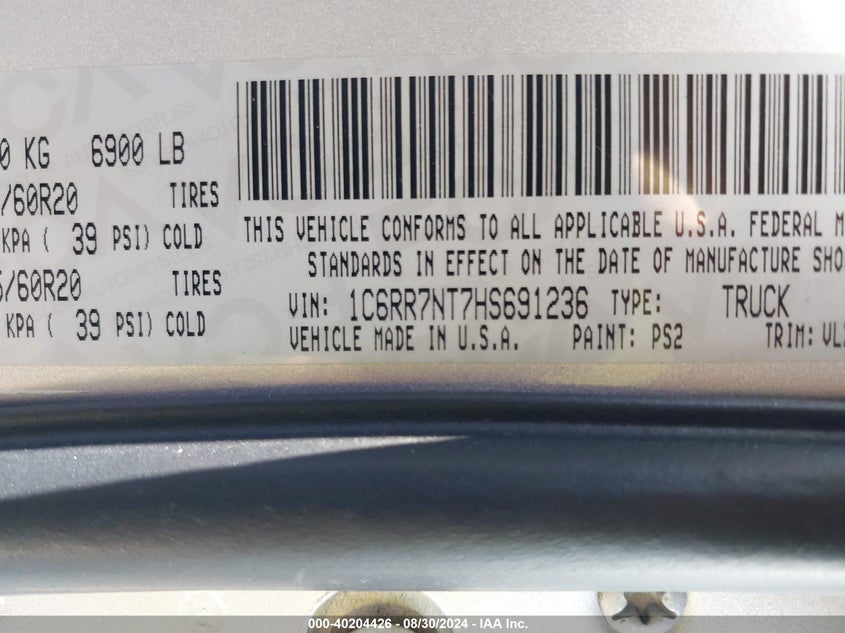 0 KG 6900 LB
/60R20 TIRES
KPA ( 39 PSI) COLD
5/60R20 TIRES
KPA ( 39 PSI) COLD
THIS VEHICLE CONFORMS TO ALL APPLICABLE U.S.A. FEDERAL M
STANDARDS IN EFFECT ON THE DATE OF MANUFACTURE SHO
VIN: 1C6RR7NT7HS691236 TYPE: TRUCK
VEHICLE MADE IN U.S.A. PAINT: PS2 TRIM:
000-40204426 - 08/30/2024 - IAA Inc.